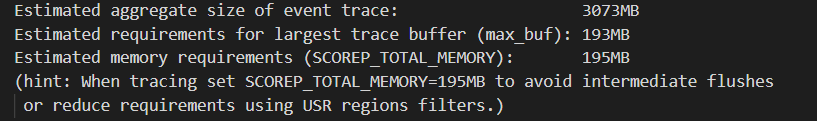 Estimated aggregate size of event trace: 3073MB
Estimated requirements for largest trace buffer (max_buf): 193MB
Estimated memory requirements (SCOREP_TOTAL_MEMORY): 195MB
(hint: When tracing set SCOREP_TOTAL_MEMORY=195MB to avoid intermediate flushes
or reduce requirements using USR regions filters.)